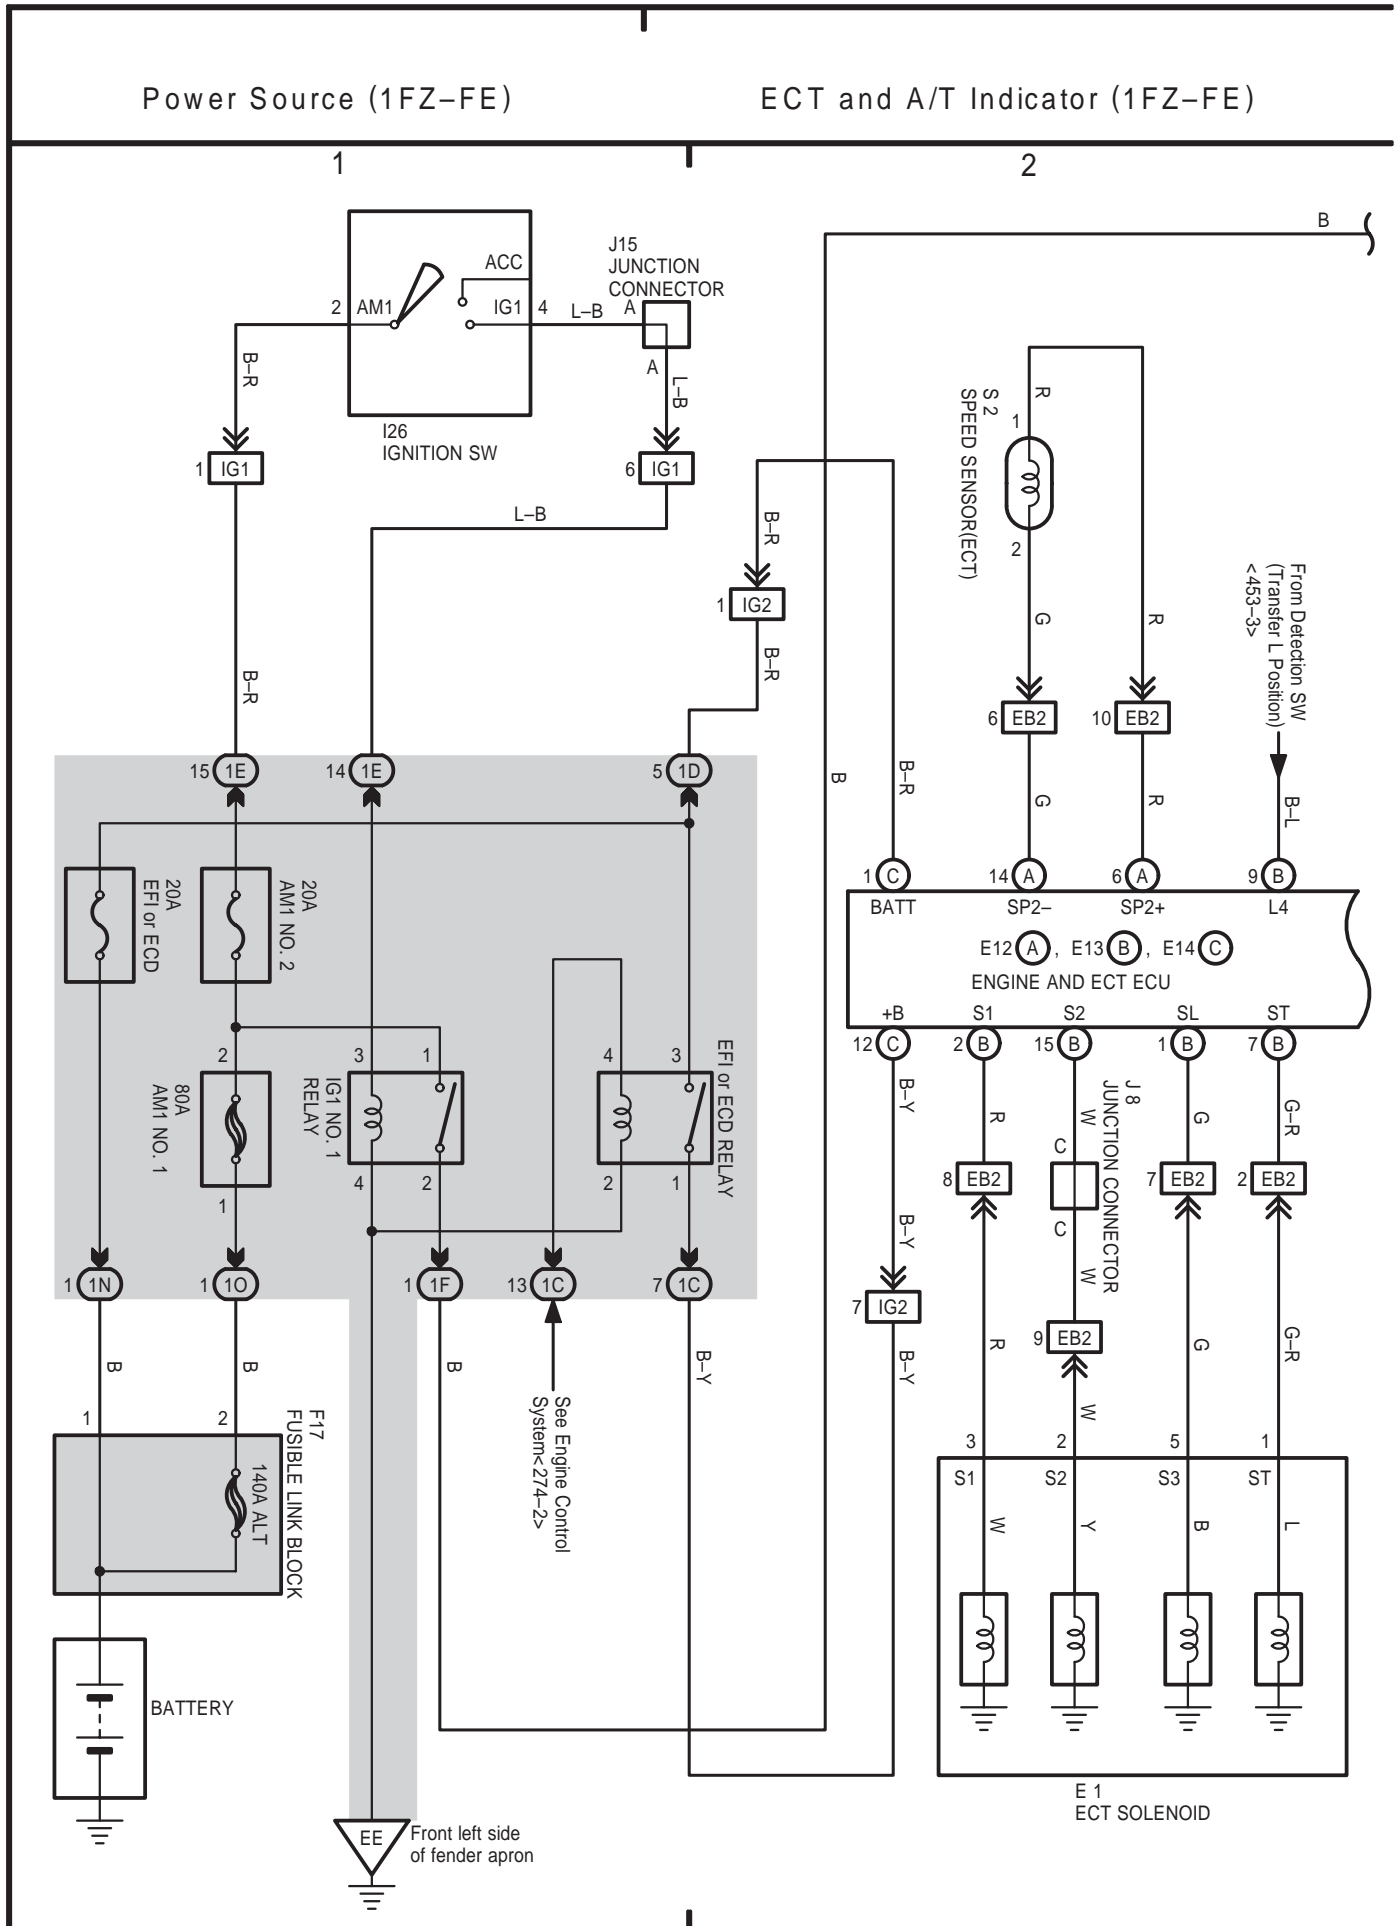 Power Source (1FZ–FE)
ECT and A/T Indicator (1FZ–FE)
1
2
B
J15
JUNCTION
CONNECTOR
ACC
2
AM1
IG1
4
L–B
A
A
L–B
B–R
I26
IGNITION SW
1
IG1
6
IG1
L–B
B–R
1
IG2
B–R
B–R
S 2
SPEED SENSOR(ECT)
R
1
2
G
R
6
EB2
10
EB2
From Detection SW
(Transfer L Position)
<453–3>
B
B–R
G
R
B–L
15
1E
14
1E
5
1D
20A
EFI or ECD
20A
AM1 NO. 2
1
C
14
A
6
A
9
B
BATT
SP2–
SP2+
L4
E12 A , E13 B , E14 C
ENGINE AND ECT ECU
+B
S1
S2
SL
ST
12
C
2
B
15
B
1
B
7
B
2
80A
AM1 NO. 1
1
3
1
IG1 NO. 1
RELAY
4
2
4
3
EFI or ECD RELAY
2
1
B–Y
R
W
G
G–R
J 8
JUNCTION CONNECTOR
C
C
8
EB2
7
EB2
2
EB2
1
1N
1
1O
1
1F
13
1C
7
1C
B–Y
W
7
IG2
9
EB2
B
B
B
B–Y
B–Y
R
W
G
G–R
See Engine Control
System<274–2>
1
2
F17
FUSIBLE LINK BLOCK
140A ALT
3
2
5
1
S1
S2
S3
ST
W
Y
B
L
BATTERY
E 1
ECT SOLENOID
EE
Front left side
of fender apron